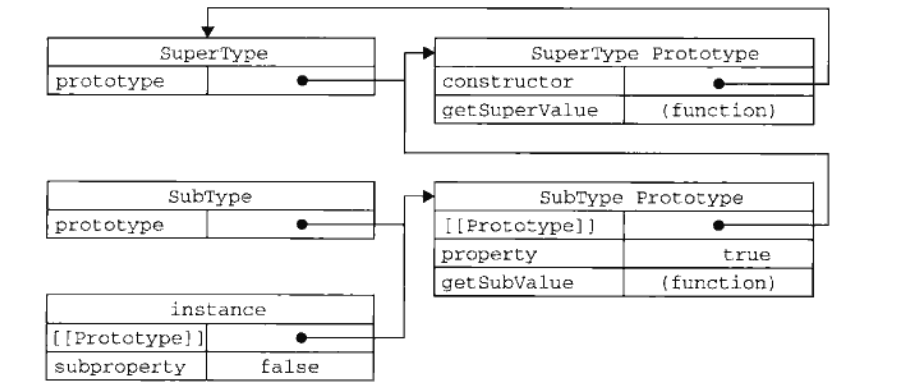 SuperType
prototype
SuperType Prototype
constructor
getSuperValue (function)
SubType
prototype
SubType Prototype
[[Prototype]]
property true
getSubValue (function)
instance
[[Prototype]]
subproperty false